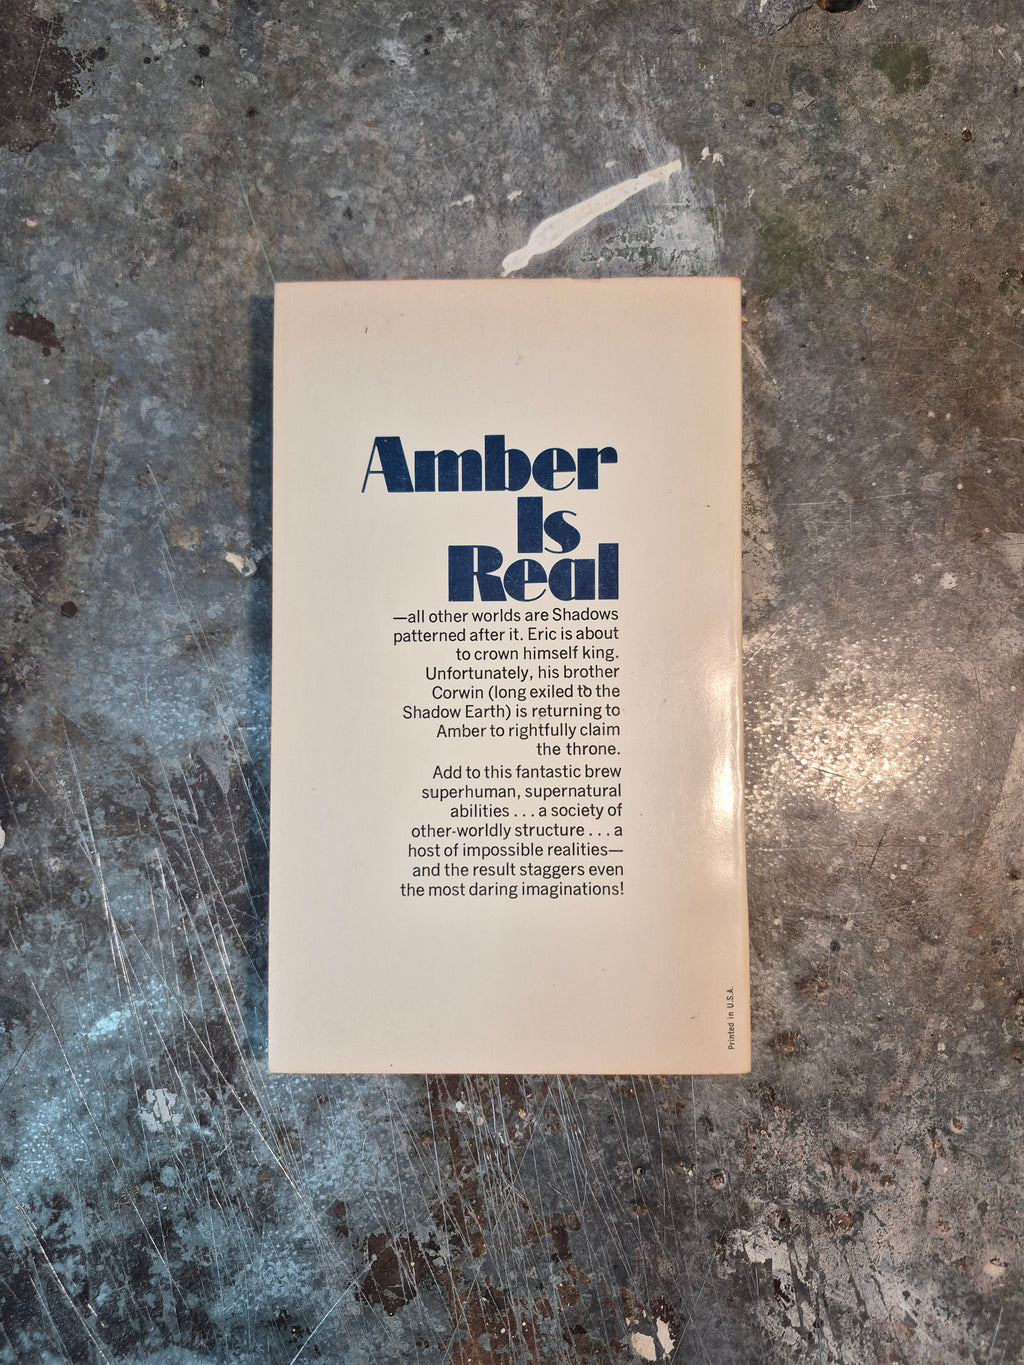 Amber
Is
Real
—all other worlds are Shadows
patterned after it. Eric is about
to crown himself king.
Unfortunately, his brother
Corwin (long exiled to the
Shadow Earth) is returning to
Amber to rightfully claim
the throne.
Add to this fantastic brew
superhuman, supernatural
abilities . . . a society of
other-worldly structure . . . a
host of impossible realities—
and the result staggers even
the most daring imaginations!
Printed in U.S.A.